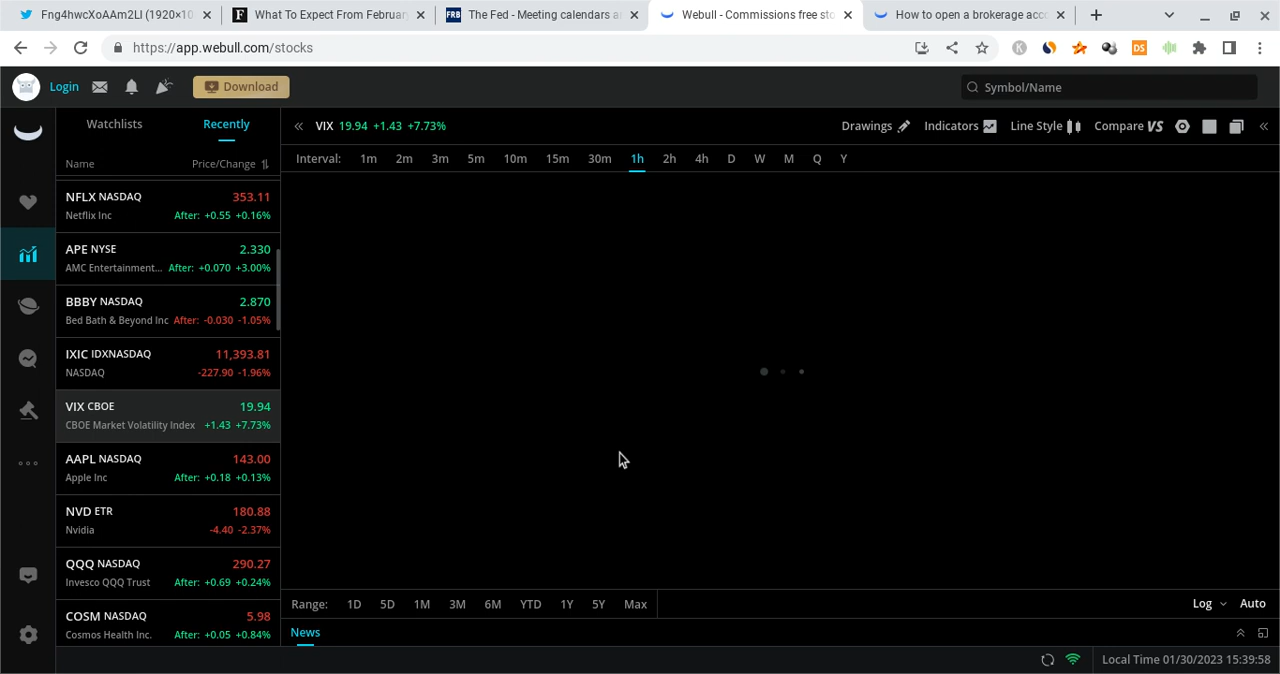 Fng4hwcXoAAm2LI (1920×10
What To Expect From Februar
FRB The Fed - Meeting calendars a
Webull - Commissions free sto
How to open a brokerage acc
https://app.webull.com/stocks
DS
Login
Download
Symbol/Name
Watchlists Recently
Name Price/Change
NFLX NASDAQ 353.11
Netflix Inc After: +0.55 +0.16%
APE NYSE 2.330
AMC Entertainment... After: +0.070 +3.00%
BBBY NASDAQ 2.870
Bed Bath & Beyond Inc After: -0.030 -1.05%
IXIC IDXNASDAQ 11,393.81
NASDAQ -227.90 -1.96%
VIX CBOE 19.94
CBOE Market Volatility Index +1.43 +7.73%
AAPL NASDAQ 143.00
Apple Inc After: +0.18 +0.13%
NVD ETR 180.88
Nvidia -4.40 -2.37%
QQQ NASDAQ 290.27
Invesco QQQ Trust After: +0.69 +0.24%
COSM NASDAQ 5.98
Cosmos Health Inc. After: +0.05 +0.84%
VIX 19.94 +1.43 +7.73%
Drawings Indicators Line Style Compare VS
Interval: 1m 2m 3m 5m 10m 15m 30m 1h 2h 4h D W M Q Y
Range: 1D 5D 1M 3M 6M YTD 1Y 5Y Max
Log Auto
News
Local Time 01/30/2023 15:39:58